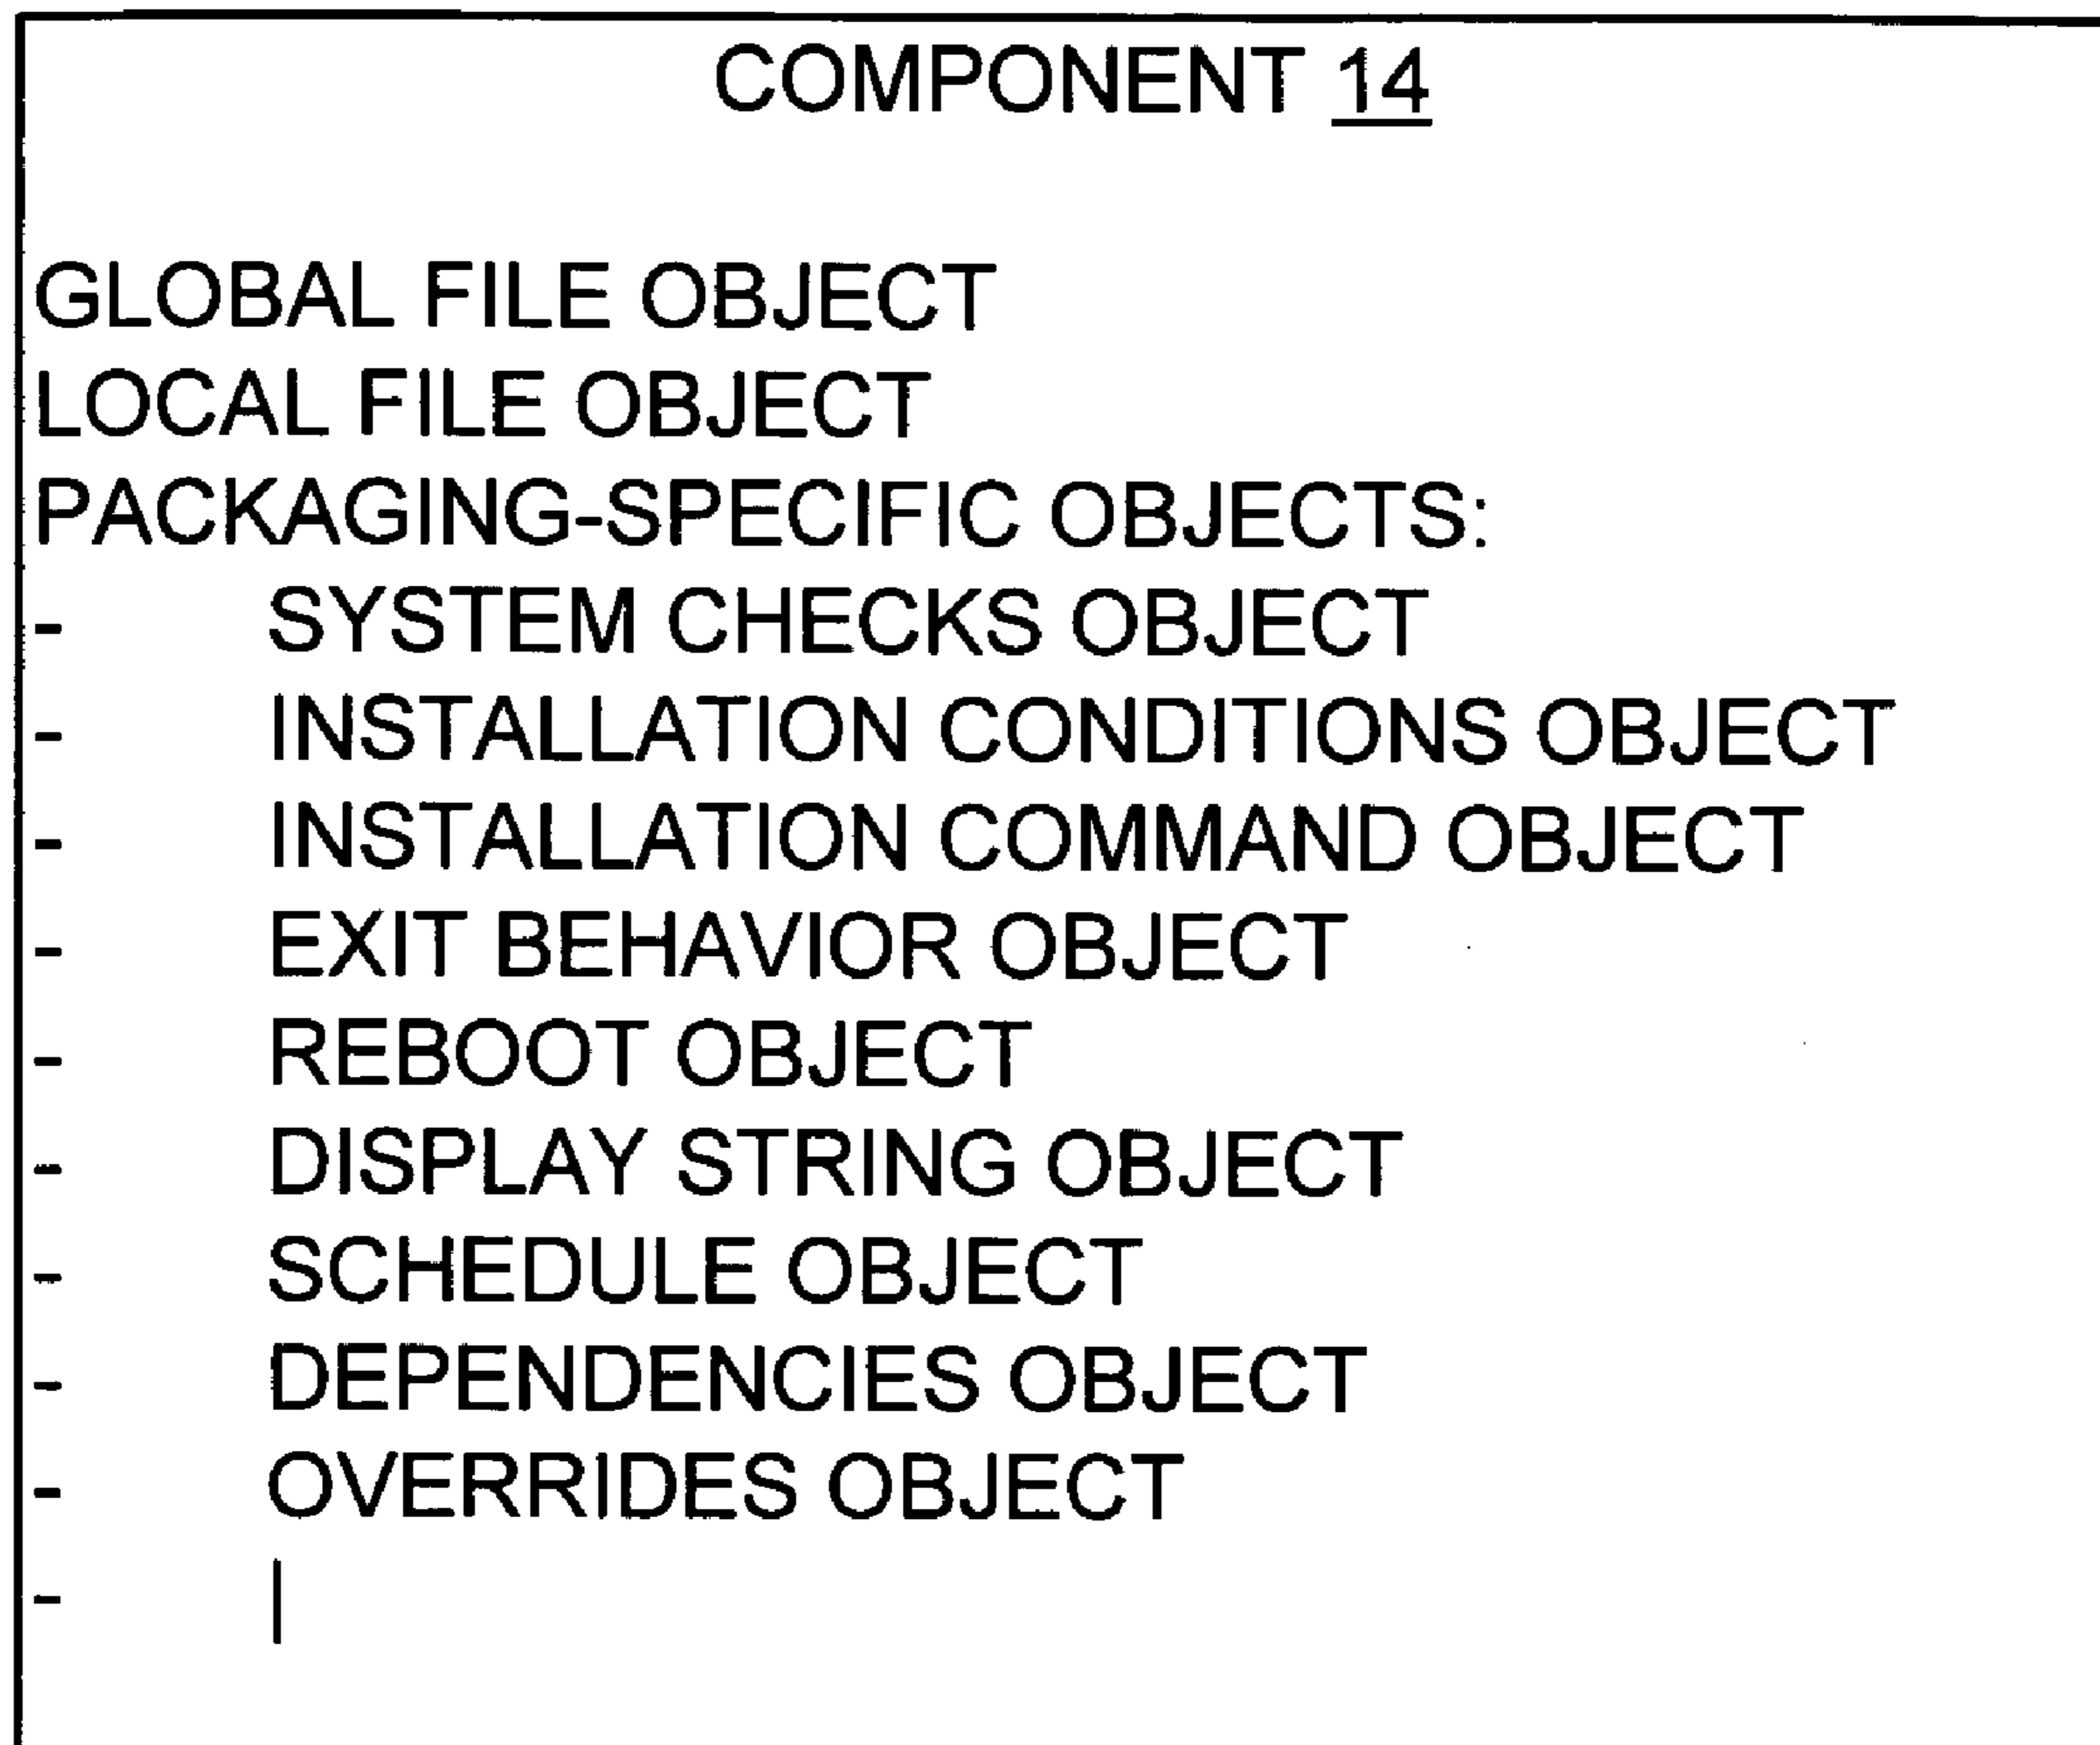 COMPONENT 14
GLOBAL FILE OBJECT
LOCAL FILE OBJECT
PACKAGING-SPECIFIC OBJECTS:
- SYSTEM CHECKS OBJECT
- INSTALLATION CONDITIONS OBJECT
- INSTALLATION COMMAND OBJECT
- EXIT BEHAVIOR OBJECT
- REBOOT OBJECT
- DISPLAY STRING OBJECT
- SCHEDULE OBJECT
- DEPENDENCIES OBJECT
- OVERRIDES OBJECT
- |